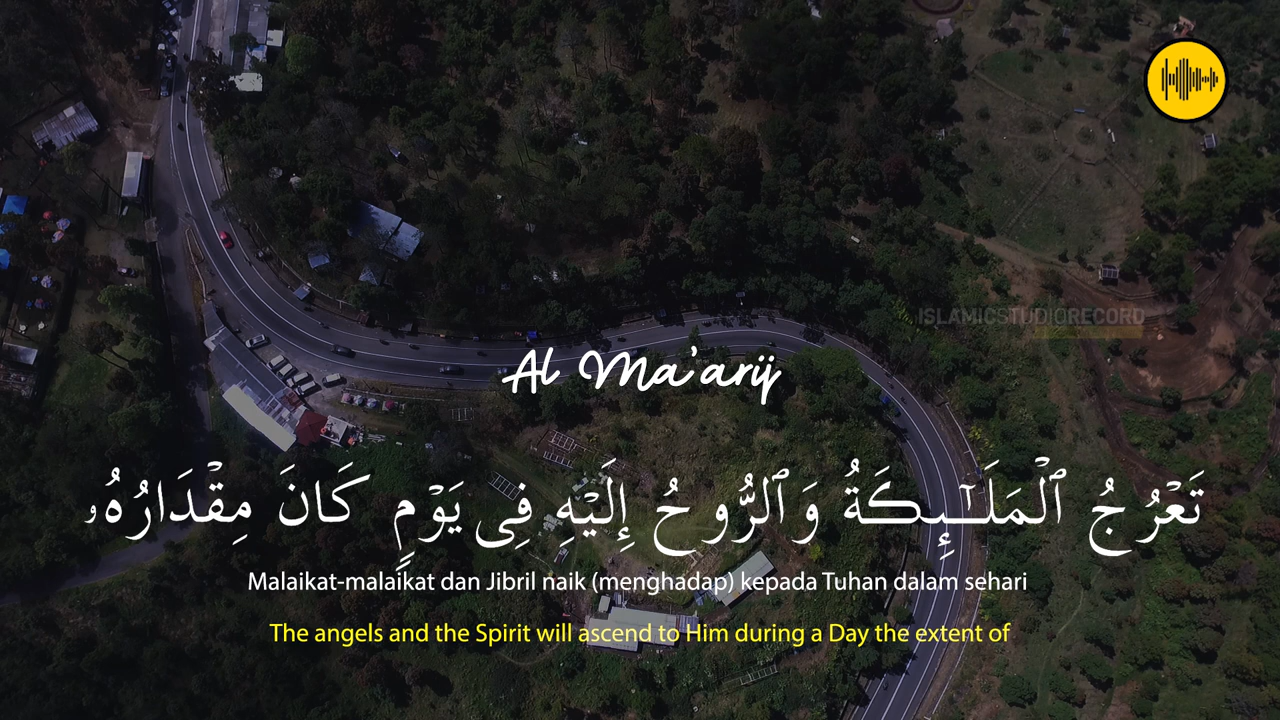 ISLAMICSTUDIORECORD
Al Ma'arij
تَعْرُجُ ٱلْمَلَـٰٓئِكَةُ وَٱلرُّوحُ إِلَيْهِ فِى يَوْمٍ كَانَ مِقْدَارُهُۥ
Malaikat-malaikat dan Jibril naik (menghadap) kepada Tuhan dalam sehari
The angels and the Spirit will ascend to Him during a Day the extent of